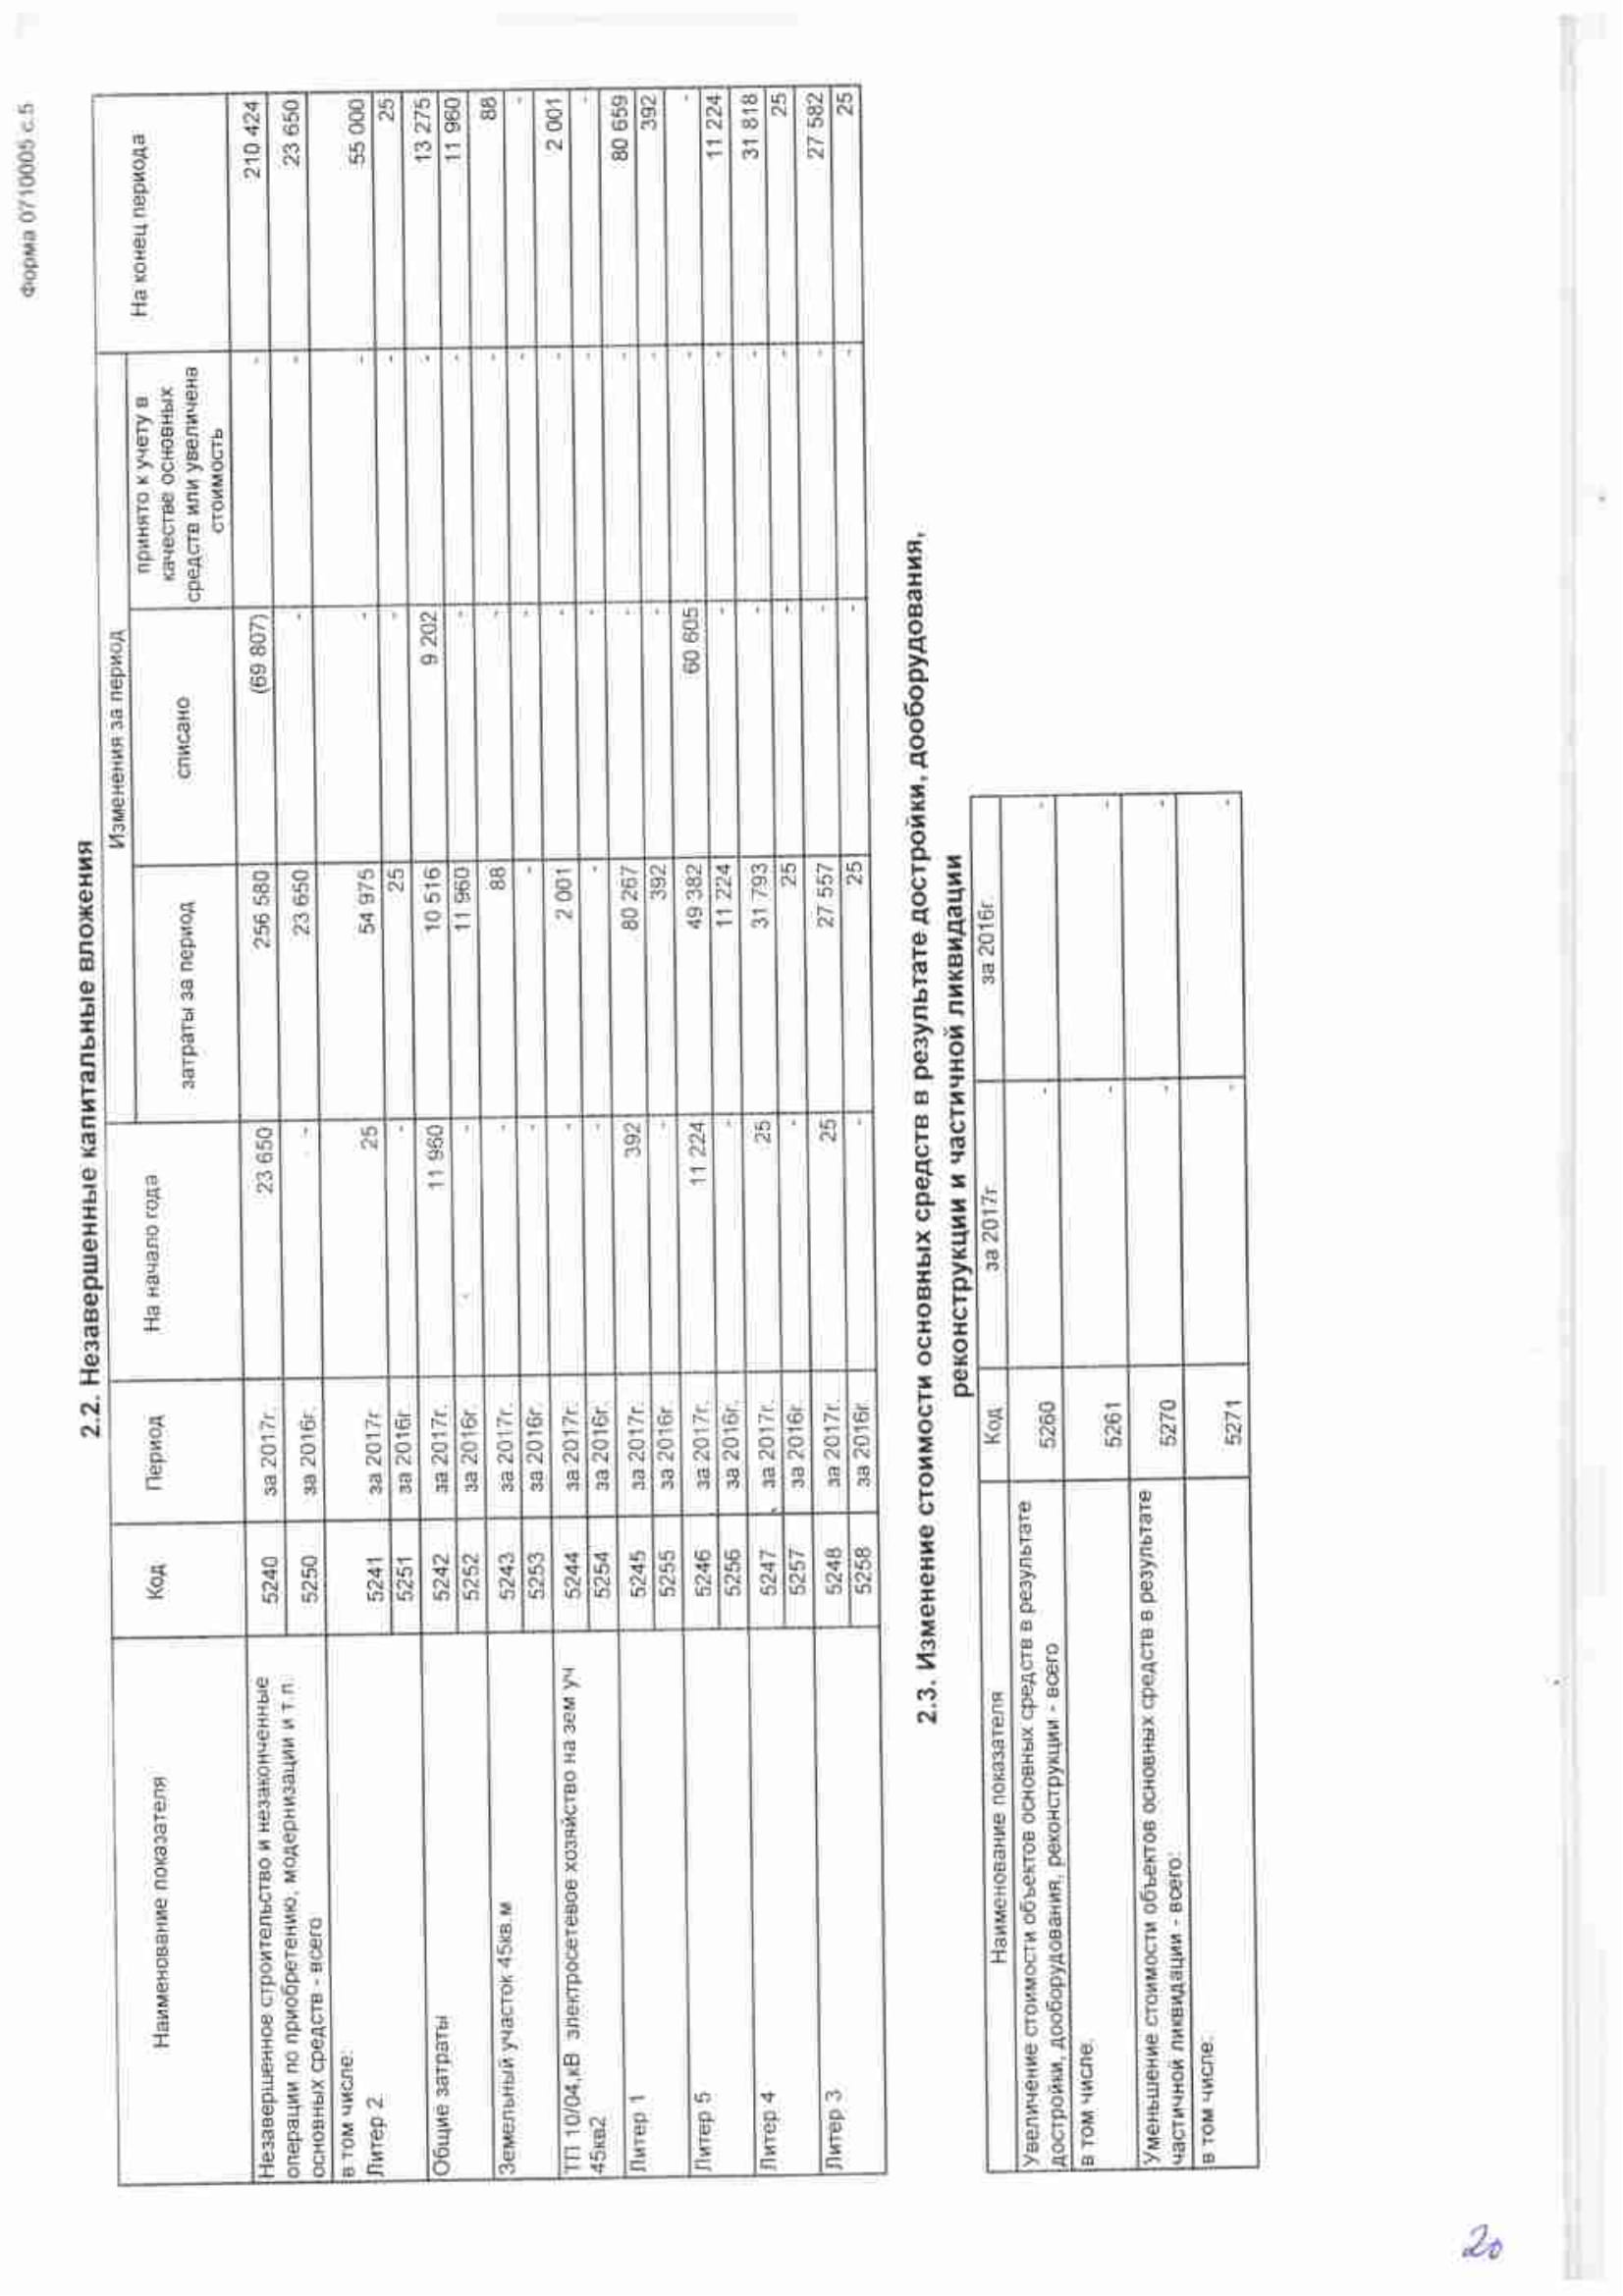 Форма 0710005 с.5
2.2. Незавершенные капитальные вложения
Наименование показателя Код Период На начало года Изменения за период На конец периода
затраты за период списано принято к учету в
качестве основных
средств или увеличена
стоимость
Незавершенное строительство и незаконченные 5240 за 2017г. 23 650 256 580 (69 807) - 210 424
операции по приобретению, модернизации и т.п. 5250 за 2016г. - 23 650 - - 23 650
основных средств - всего
в том числе:
Литер 2 5241 за 2017г. 25 54 975 - - 55 000
5251 за 2016г. - 25 - - 25
Общие затраты 5242 за 2017г. 11 960 10 516 9 202 - 13 275
5252 за 2016г. - 11 960 - - 11 960
Земельный участок 45кв.м 5243 за 2017г. - 88 - - 88
5253 за 2016г. - - - - -
ТП 10/04,кВ электросетевое хозяйство на зем уч 5244 за 2017г. - 2 001 - - 2 001
45кв2 5254 за 2016г. - - - - -
Литер 1 5245 за 2017г. 392 80 267 - - 80 659
5255 за 2016г. - 392 - - 392
Литер 5 5246 за 2017г. 11 224 49 382 60 605 - -
5256 за 2016г. - 11 224 - - 11 224
Литер 4 5247 за 2017г. 25 31 793 - - 31 818
5257 за 2016г. - 25 - - 25
Литер 3 5248 за 2017г. 25 27 557 - - 27 582
5258 за 2016г. - 25 - - 25
2.3. Изменение стоимости основных средств в результате достройки, дооборудования,
реконструкции и частичной ликвидации
Наименование показателя Код за 2017г. за 2016г.
Увеличение стоимости объектов основных средств в результате
достройки, дооборудования, реконструкции - всего 5260 - -
в том числе: 5261 - -
Уменьшение стоимости объектов основных средств в результате
частичной ликвидации - всего: 5270 - -
в том числе: 5271 - -
20